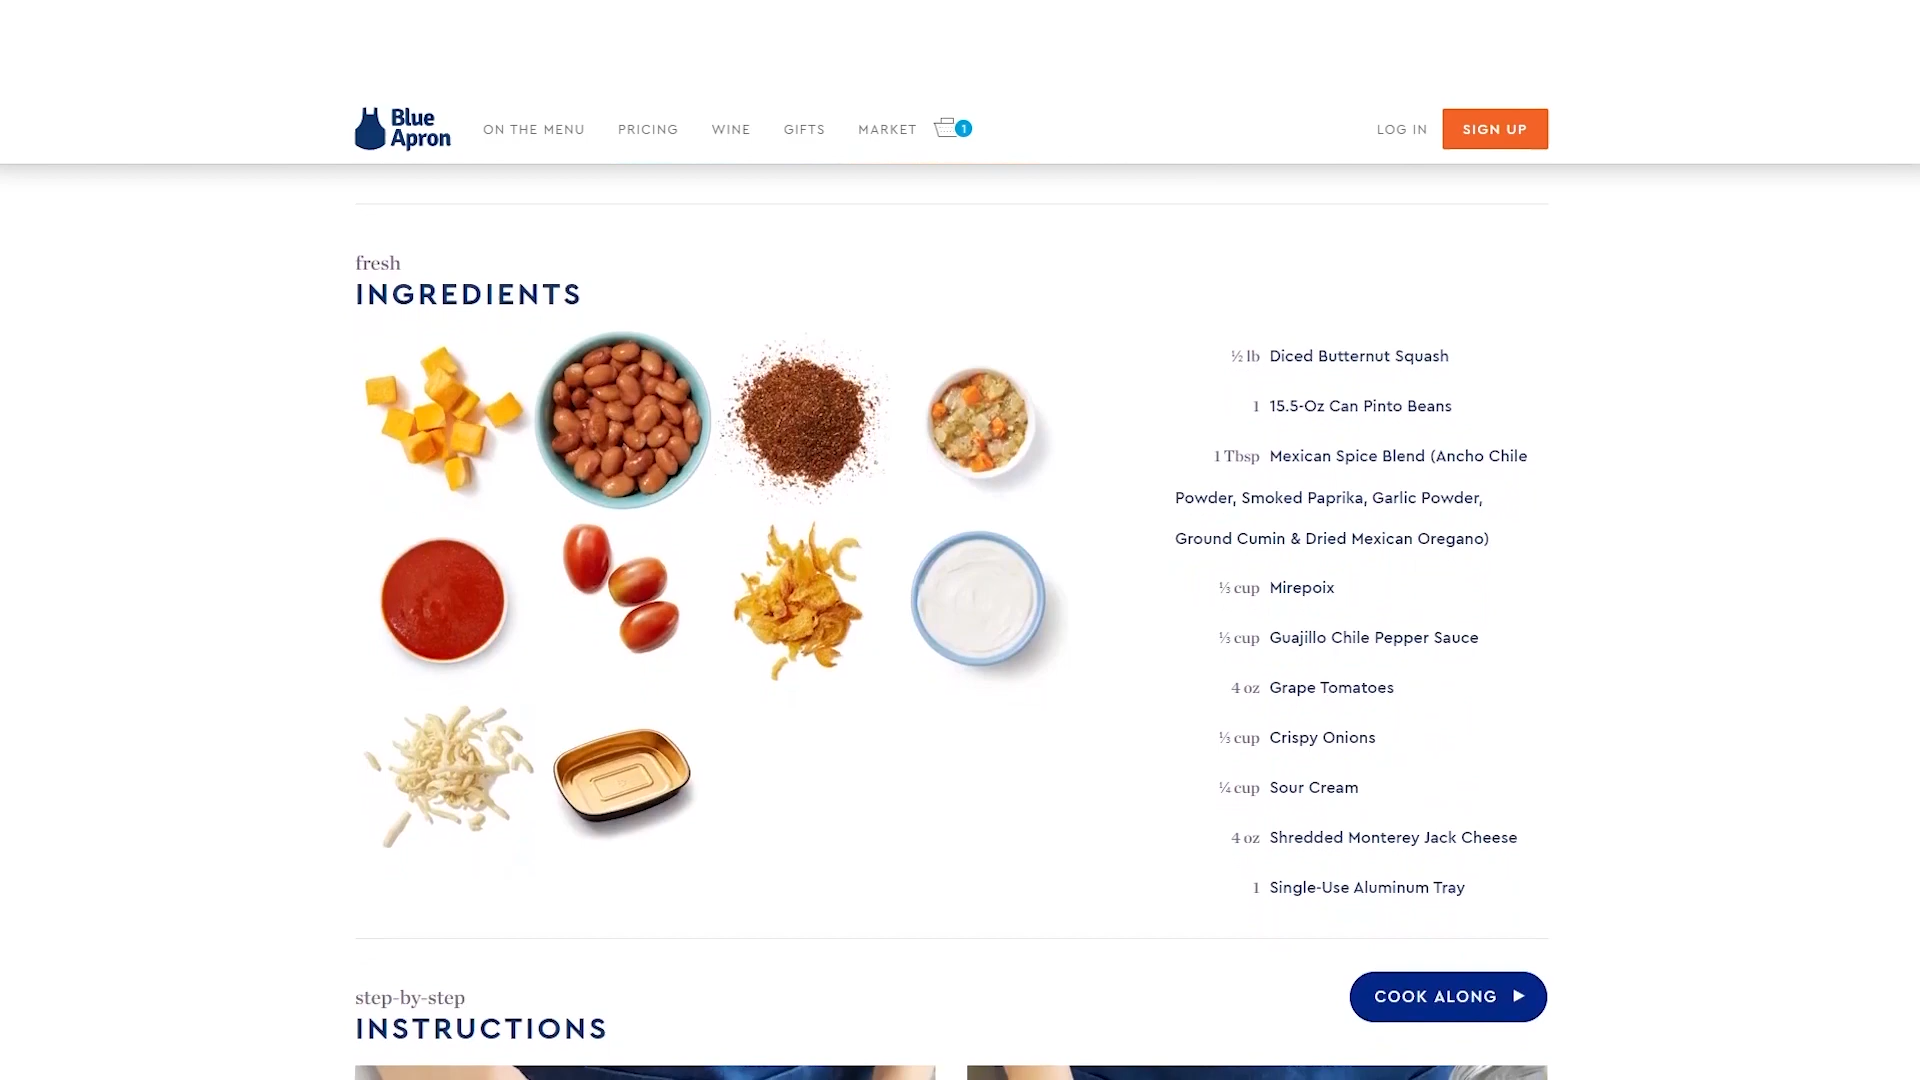 Blue
Apron
ON THE MENU
PRICING
WINE
GIFTS
MARKET
1
LOG IN
SIGN UP
fresh
INGREDIENTS
½ lb Diced Butternut Squash
1 15.5-Oz Can Pinto Beans
1 Tbsp Mexican Spice Blend (Ancho Chile
Powder, Smoked Paprika, Garlic Powder,
Ground Cumin & Dried Mexican Oregano)
⅓ cup Mirepoix
⅓ cup Guajillo Chile Pepper Sauce
4 oz Grape Tomatoes
⅓ cup Crispy Onions
¼ cup Sour Cream
4 oz Shredded Monterey Jack Cheese
1 Single-Use Aluminum Tray
step-by-step
INSTRUCTIONS
COOK ALONG